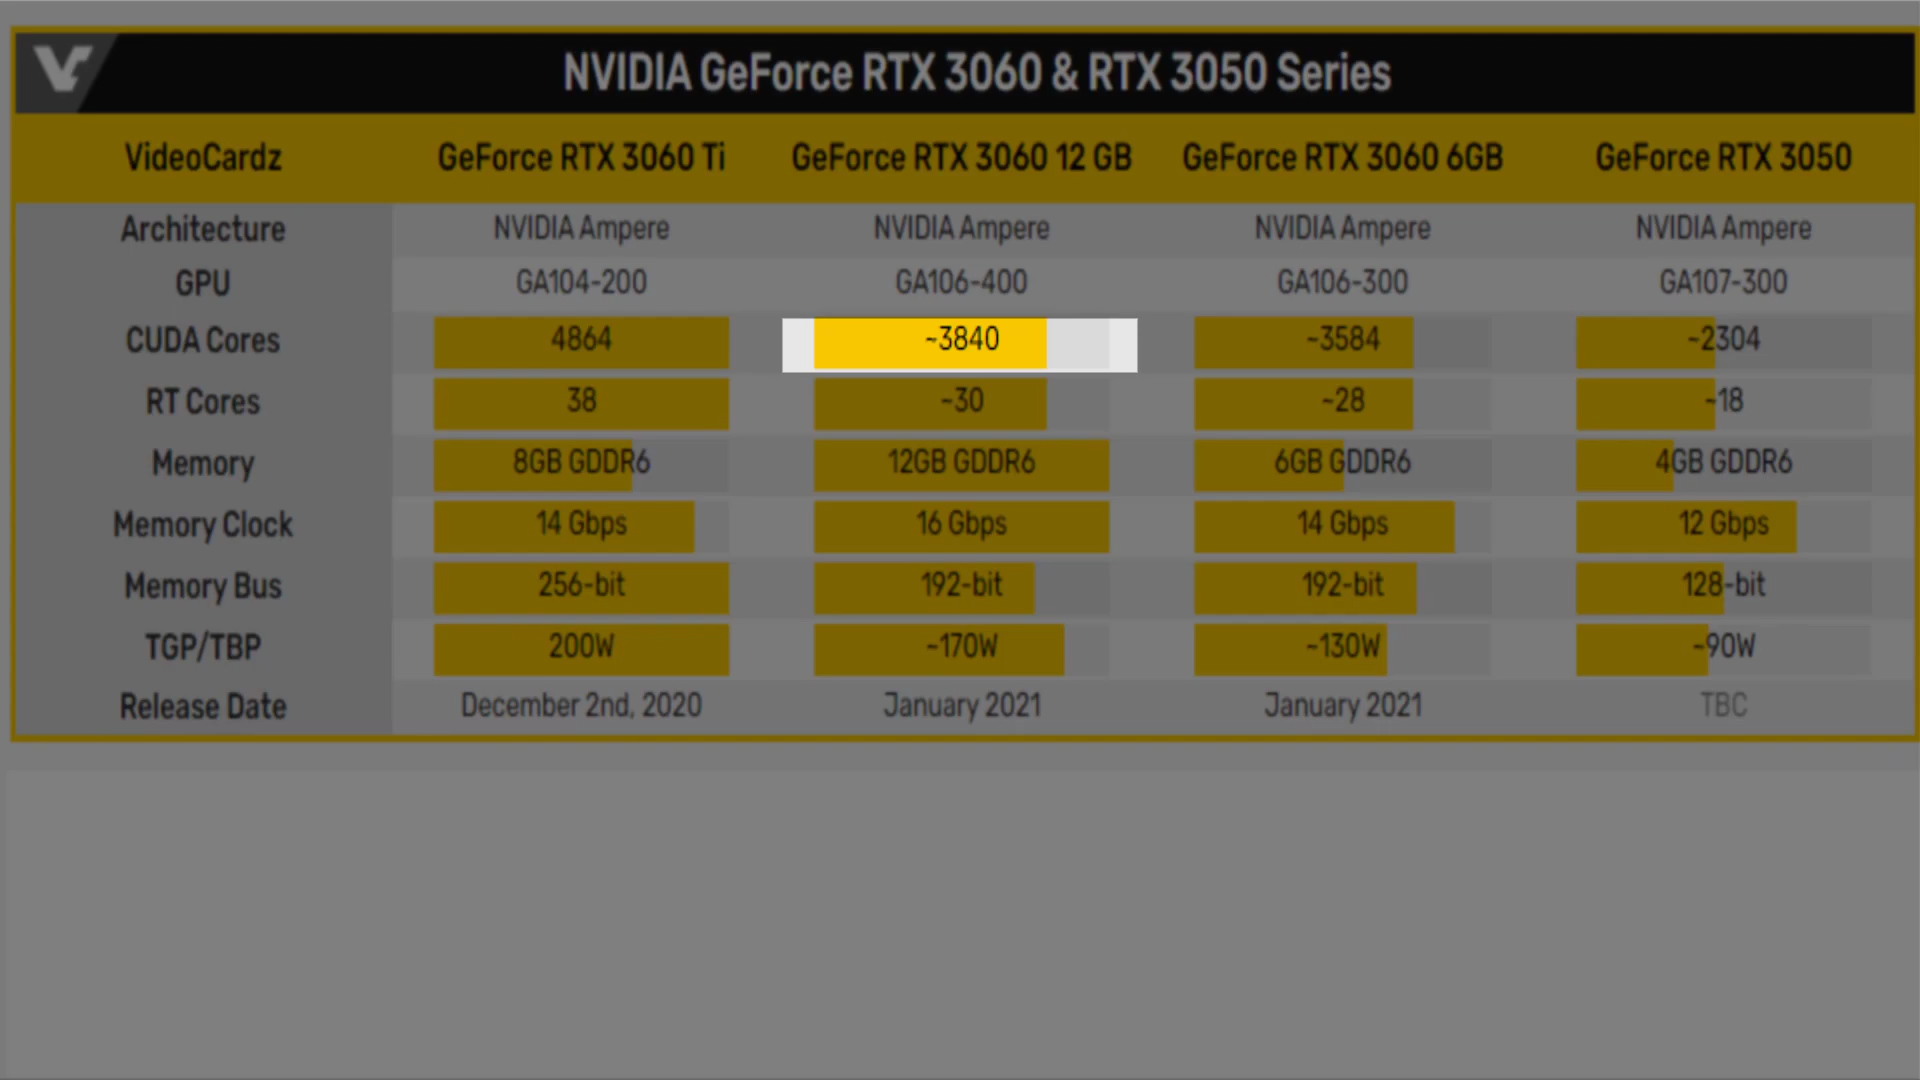 NVIDIA GeForce RTX 3060 & RTX 3050 Series
VideoCardz GeForce RTX 3060 Ti GeForce RTX 3060 12 GB GeForce RTX 3060 6GB GeForce RTX 3050
Architecture NVIDIA Ampere NVIDIA Ampere NVIDIA Ampere NVIDIA Ampere
GPU GA104-200 GA106-400 GA106-300 GA107-300
CUDA Cores 4864 ~3840 ~3584 ~2304
RT Cores 38 ~30 ~28 ~18
Memory 8GB GDDR6 12GB GDDR6 6GB GDDR6 4GB GDDR6
Memory Clock 14 Gbps 16 Gbps 14 Gbps 12 Gbps
Memory Bus 256-bit 192-bit 192-bit 128-bit
TGP/TBP 200W ~170W ~130W ~90W
Release Date December 2nd, 2020 January 2021 January 2021 TBC